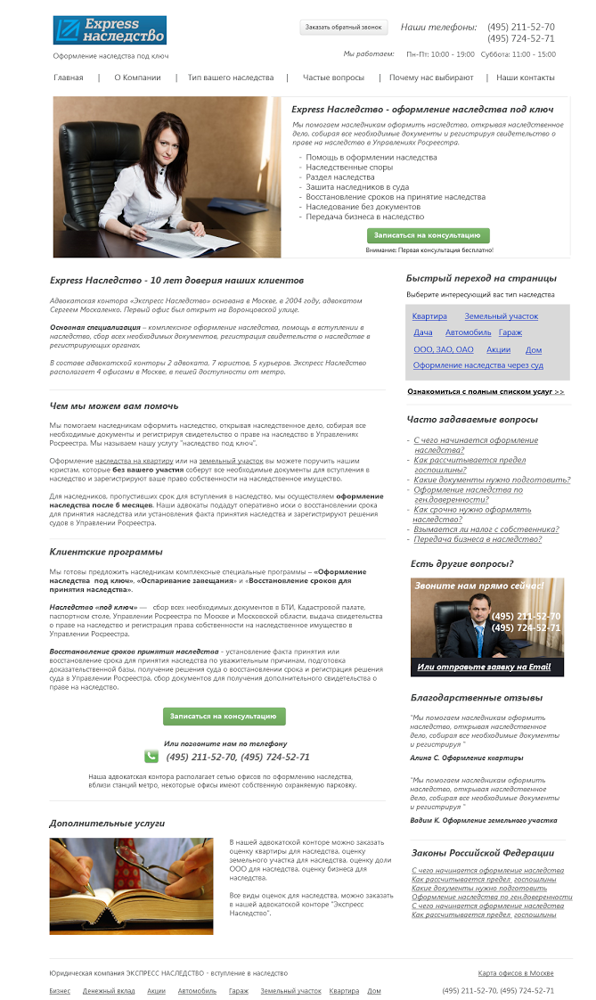 Express
наследство
Оформление наследства под ключ
Заказать обратный звонок
Наши телефоны:
(495) 211-52-70
(495) 724-52-71
Мы работаем:
Пн-Пт: 10:00 - 19:00 Суббота: 11:00 - 15:00
Главная | О Компании | Тип вашего наследства | Частые вопросы | Почему нас выбирают | Наши контакты
Express Наследство - оформление наследства под ключ
Мы помогаем наследникам оформить наследство, открывая наследственное
дело, собирая все необходимые документы и регистрируя свидетельство о
праве на наследство в Управлениях Росреестра.
- Помощь в оформлении наследства
- Наследственные споры
- Раздел наследства
- Зашита наследников в суда
- Восстановление сроков на принятие наследства
- Наследование без документов
- Передача бизнеса в наследство
Записаться на консультацию
Внимание: Первая консультация бесплатно!
Express Наследство - 10 лет доверия наших клиентов
Адвокатская контора «Экспресс Наследство» основана в Москве, в 2004 году, адвокатом
Сергеем Москаленко. Первый офис был открыт на Воронцовской улице.
Основная специализация – комплексное оформление наследства, помощь в вступлении в
наследство, сбор всех необходимых документов, регистрация свидетельств о наследстве в
регистрирующих органах.
В составе адвокатской конторы 2 адвоката, 7 юристов, 5 курьеров. Экспресс Наследство
располагает 4 офисами в Москве, в пешей доступности от метро.
Чем мы можем вам помочь
Мы помогаем наследникам оформить наследство, открывая наследственное дело, собирая все
необходимые документы и регистрируя свидетельство о праве на наследство в Управлениях
Росреестра. Мы называем нашу услугу "наследство под ключ".
Оформление наследства на квартиру или на земельный участок вы можете поручить нашим
юристам, которые без вашего участия соберут все необходимые документы для вступления в
наследство и зарегистрируют ваше право собственности на наследственное имущество.
Для наследников, пропустивших срок для вступления в наследство, мы осуществляем оформление
наследства после 6 месяцев. Наши адвокаты подадут оперативно иски о восстановлении срока
для принятия наследства или установления факта принятия наследства и зарегистрируют решения
судов в Управлении Росреестра.
Клиентские программы
Мы готовы предложить наследникам комплексные специальные программы – «Оформление
наследства под ключ», «Оспаривание завещания» и «Восстановление сроков для
принятия наследства».
Наследство «под ключ» — сбор всех необходимых документов в БТИ, Кадастровой палате,
паспортном столе, Управлении Росреестра по Москве и Московской области, выдача свидетельства
о праве на наследство и регистрация права собственности на наследственное имущество в
Управлении Росреестра.
Восстановление сроков принятия наследства – установление факта принятия или
восстановление срока для принятия наследства по уважительным причинам, подготовка
доказательственной базы, получение решения суда о восстановлении срока и регистрация решения
суда в Управлении Росреестра, сбор документов для получения дополнительного свидетельства о
праве на наследство.
Записаться на консультацию
Или позвоните нам по телефону
(495) 211-52-70, (495) 724-52-71
Наша адвокатская контора располагает сетью офисов по оформлению наследства,
вблизи станций метро, некоторые офисы имеют собственную охраняемую парковку.
Дополнительные услуги
В нашей адвокатской конторе можно заказать
оценку квартиры для наследства, оценку
земельного участка для наследства, оценку доли
ООО для наследства, оценку бизнеса для
наследства.
Все виды оценок для наследства, можно заказать
в нашей адвокатской конторе "Экспресс
Наследство".
Быстрый переход на страницы
Выберите интересующий вас тип наследства
Квартира Земельный участок
Дача Автомобиль Гараж
ООО, ЗАО, ОАО Акции Дом
Оформление наследства через суд
Ознакомиться с полным списком услуг >>
Часто задаваемые вопросы
- С чего начинается оформление
наследства?
- Как рассчитывается предел
госпошлины?
- Какие документы нужно подготовить?
- Оформление наследства по
ген.доверенности?
- Как срочно нужно оформлять
наследство?
- Взымается ли налог с собственника?
- Передача бизнеса в наследство?
Есть другие вопросы?
Звоните нам прямо сейчас!
(495) 211-52-70
(495) 724-52-71
Или отправьте заявку на Email
Благодарственные отзывы
"Мы помогаем наследникам оформить
наследство, открывая наследственное
дело, собирая все необходимые документы
и регистрируя "
Алина С. Оформление квартиры
"Мы помогаем наследникам оформить
наследство, открывая наследственное
дело, собирая все необходимые документы
и регистрируя "
Вадим К. Оформление земельного участка
Законы Российской Федерации
С чего начинается оформление наследства
Как рассчитывается предел госпошлины
Какие документы нужно подготовить
Оформление наследства по ген.доверенности
С чего начинается оформление наследства
Как рассчитывается предел госпошлины
Юридическая компания ЭКСПРЕСС НАСЛЕДСТВО - вступление в наследство
Карта офисов в Москве
Бизнес Денежный вклад Акции Автомобиль Гараж Земельный участок Квартира Дом
(495) 211-52-70, (495) 724-52-71